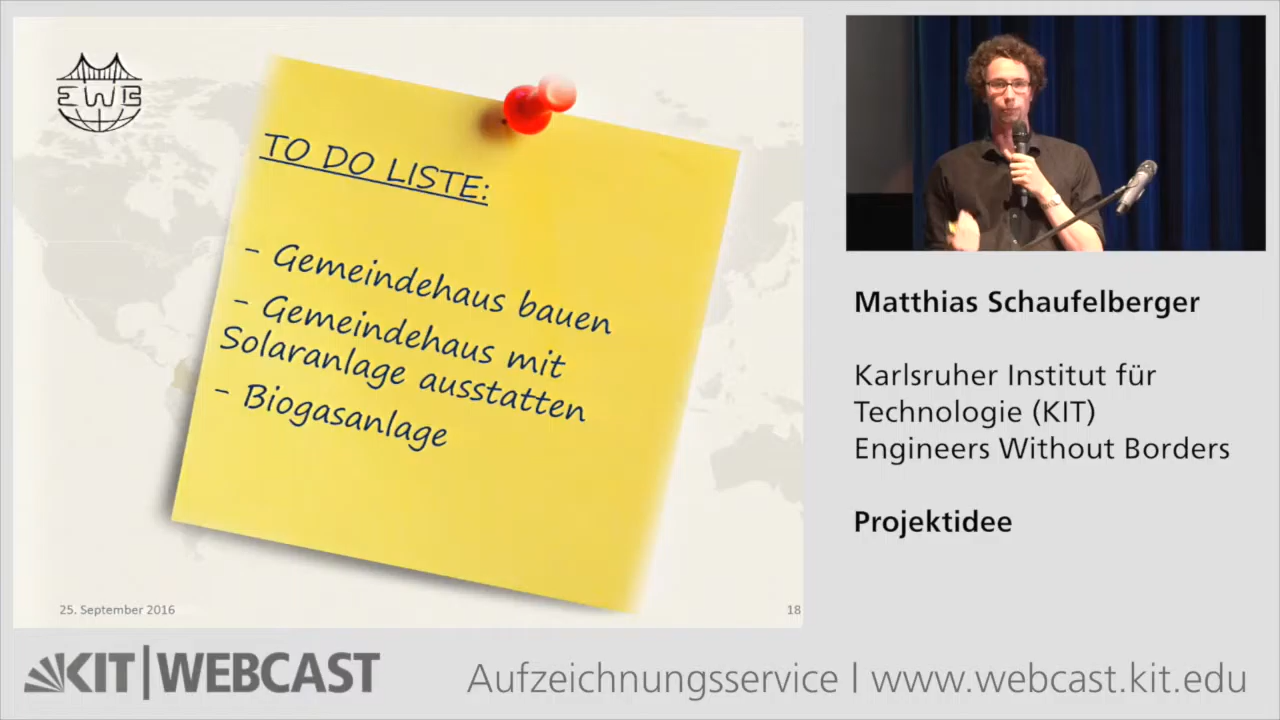 EWB
TO DO LISTE:
- Gemeindehaus bauen
- Gemeindehaus mit
Solaranlage ausstatten
- Biogasanlage
25. September 2016
18
Matthias Schaufelberger
Karlsruher Institut für
Technologie (KIT)
Engineers Without Borders
Projektidee
KIT|WEBCAST
Aufzeichnungsservice | www.webcast.kit.edu